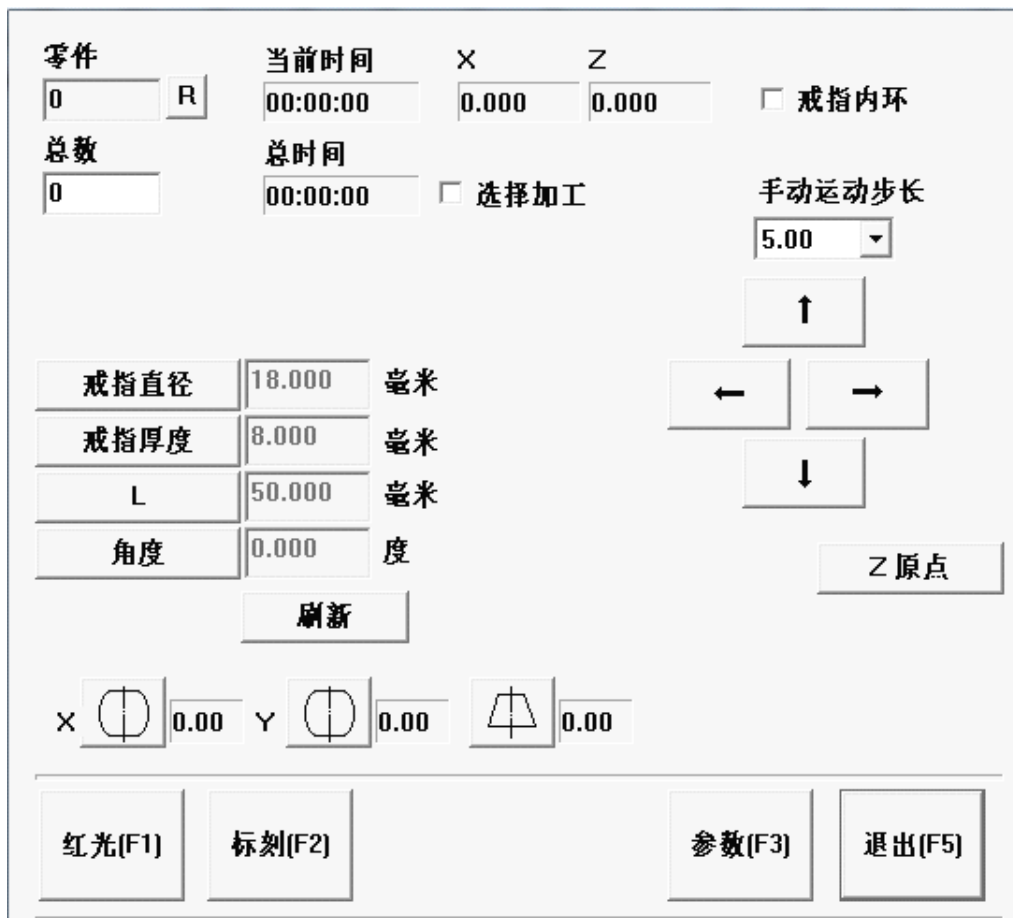 零件
当前时间
X
Z
0
R
00:00:00
0.000
0.000
戒指内环
总数
总时间
0
00:00:00
选择加工
手动运动步长
5.00
↑
← →
↓
戒指直径
18.000
毫米
戒指厚度
8.000
毫米
L
50.000
毫米
角度
0.000
度
Z 原点
刷新
X
0.00
Y
0.00
0.00
红光(F1)
标刻(F2)
参数(F3)
退出(F5)